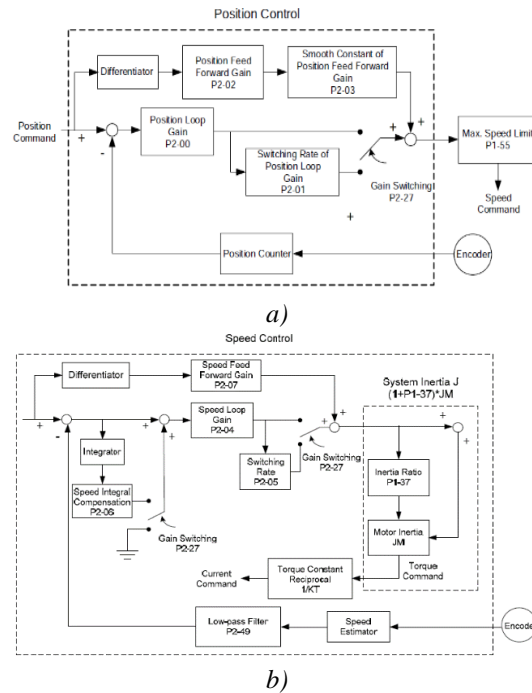 Position Control
Differentiator
Position Feed
Forward Gain
P2-02
Smooth Constant of
Position Feed Forward
Gain
P2-03
Position
Command
+
-
Position Loop
Gain
P2-00
Switching Rate of
Position Loop
Gain
P2-01
+
+
Gain Switching
P2-27
+
Max. Speed Limit
P1-55
Speed
Command
Position Counter
Encoder
a)
Speed Control
Differentiator
Speed Feed
Forward Gain
P2-07
System Inertia J
(1+P1-37)*JM
+
-
Integrator
Speed Integral
Compensation
P2-06
+
+
Gain Switching
P2-27
Speed Loop
Gain
P2-04
Switching
Rate
P2-05
Gain Switching
P2-27
+
+
Inertia Ratio
P1-37
+
+
Motor Inertia
JM
Torque
Command
Torque Constant
Reciprocal
1/KT
Current
Command
Low-pass Filter
P2-49
Speed
Estimator
Encoder
b)